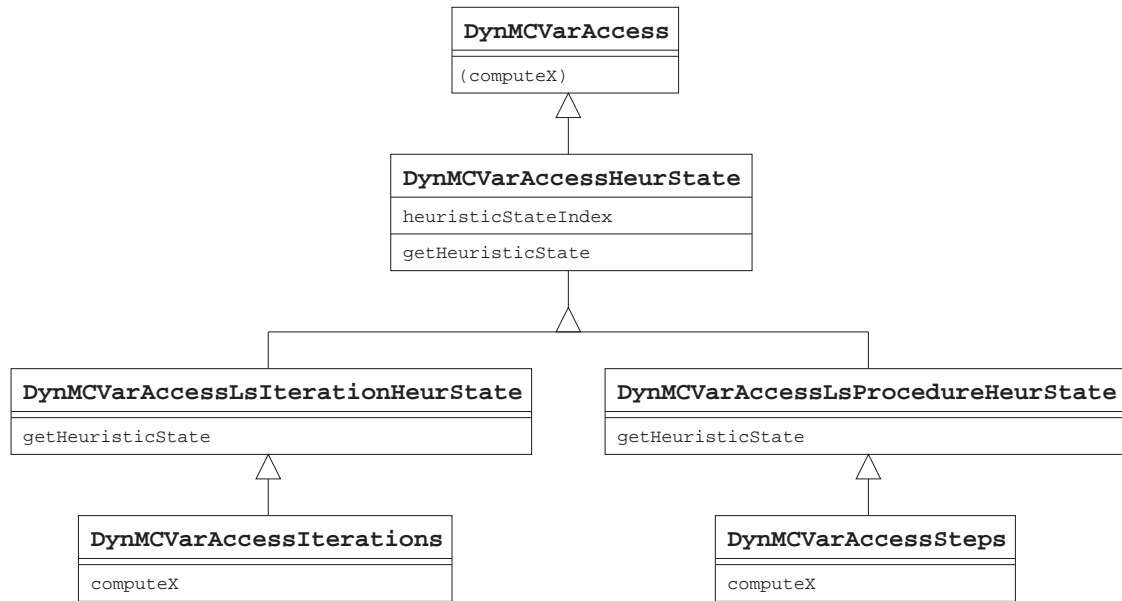 DynMCVarAccess
(computeX)
DynMCVarAccessHeurState
heuristicStateIndex
getHeuristicState
DynMCVarAccessLsIterationHeurState
getHeuristicState
DynMCVarAccessLsProcedureHeurState
getHeuristicState
DynMCVarAccessIterations
computeX
DynMCVarAccessSteps
computeX